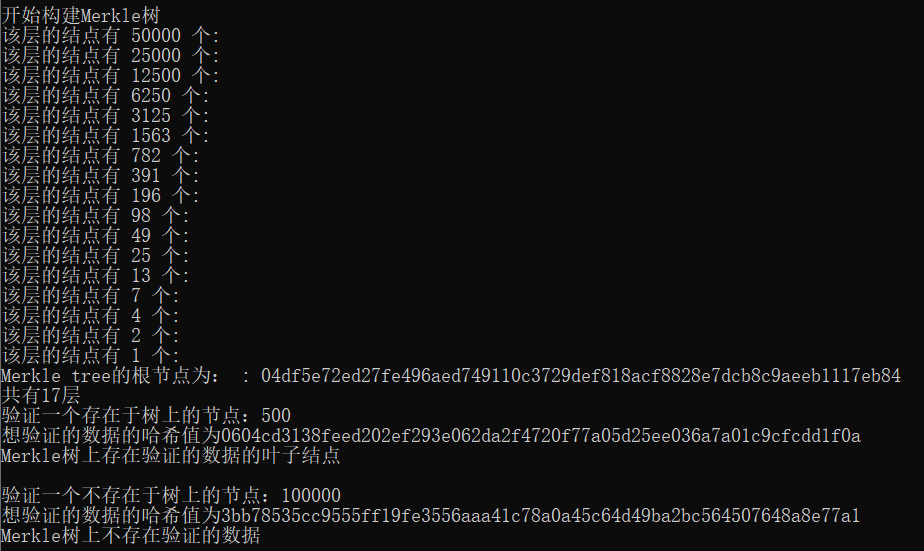 开始构建Merkle树
该层的结点有 50000 个:
该层的结点有 25000 个:
该层的结点有 12500 个:
该层的结点有 6250 个:
该层的结点有 3125 个:
该层的结点有 1563 个:
该层的结点有 782 个:
该层的结点有 391 个:
该层的结点有 196 个:
该层的结点有 98 个:
该层的结点有 49 个:
该层的结点有 25 个:
该层的结点有 13 个:
该层的结点有 7 个:
该层的结点有 4 个:
该层的结点有 2 个:
该层的结点有 1 个:
Merkle tree的根节点为： : 04df5e72ed27fe496aed749110c3729def818acf8828e7dcb8c9aeeb1117eb84
共有17层
验证一个存在于树上的节点：500
想验证的数据的哈希值为0604cd3138feed202ef293e062da2f4720f77a05d25ee036a7a01c9cfcdd1f0a
Merkle树上存在验证的数据的叶子结点
验证一个不存在于树上的节点：100000
想验证的数据的哈希值为3bb78535cc9555ff19fe3556aaa41c78a0a45c64d49ba2bc564507648a8e77a1
Merkle树上不存在验证的数据